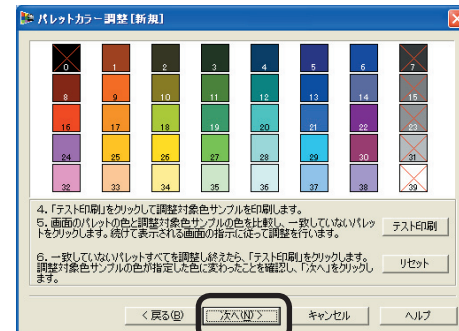 パレットカラー調整[新規]
0 1 2 3 4 5 6 7
8 9 10 11 12 13 14 15
16 17 18 19 20 21 22 23
24 25 26 27 28 29 30 31
32 33 34 35 36 37 38 39
4. 「テスト印刷」をクリックして調整対象色サンプルを印刷します。
5. 画面のパレットの色と調整対象色サンプルの色を比較し、一致していないパレッ
トをクリックします。続けて表示される画面の指示に従って調整を行います。
テスト印刷
6. 一致していないパレットすべてを調整し終えたら、「テスト印刷」をクリックします。
調整対象色サンプルの色が指定した色に変わったことを確認し、「次へ」をクリックし
ます。
リセット
< 戻る(B) 次へ(N) > キャンセル ヘルプ